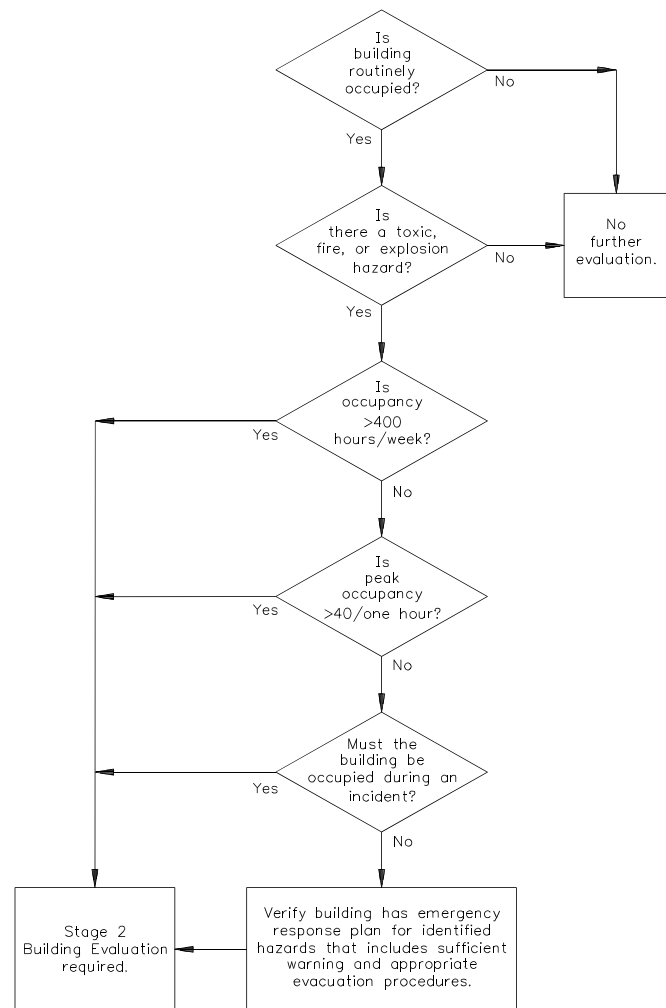 Is
building
routinely
occupied?
No
Yes
Is
there a toxic,
fire, or explosion
hazard?
No
Yes
No
further
evaluation.
Is
occupancy
>400
hours/week?
Yes
No
Is
peak
occupancy
>40/one hour?
Yes
No
Must the
building be
occupied during an
incident?
Yes
No
Stage 2
Building Evaluation
required.
Verify building has emergency
response plan for identified
hazards that includes sufficient
warning and appropriate
evacuation procedures.